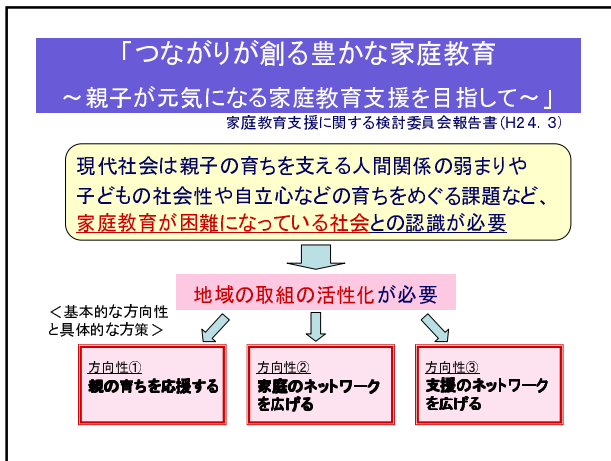 「つながりが創る豊かな家庭教育
～親子が元気になる家庭教育支援を目指して～」
家庭教育支援に関する検討委員会報告書(H24.3)
現代社会は親子の育ちを支える人間関係の弱まりや
子どもの社会性や自立心などの育ちをめぐる課題など、
家庭教育が困難になっている社会との認識が必要
地域の取組の活性化が必要
＜基本的な方向性
と具体的な方策＞
方向性①
親の育ちを応援する
方向性②
家庭のネットワーク
を広げる
方向性③
支援のネットワーク
を広げる